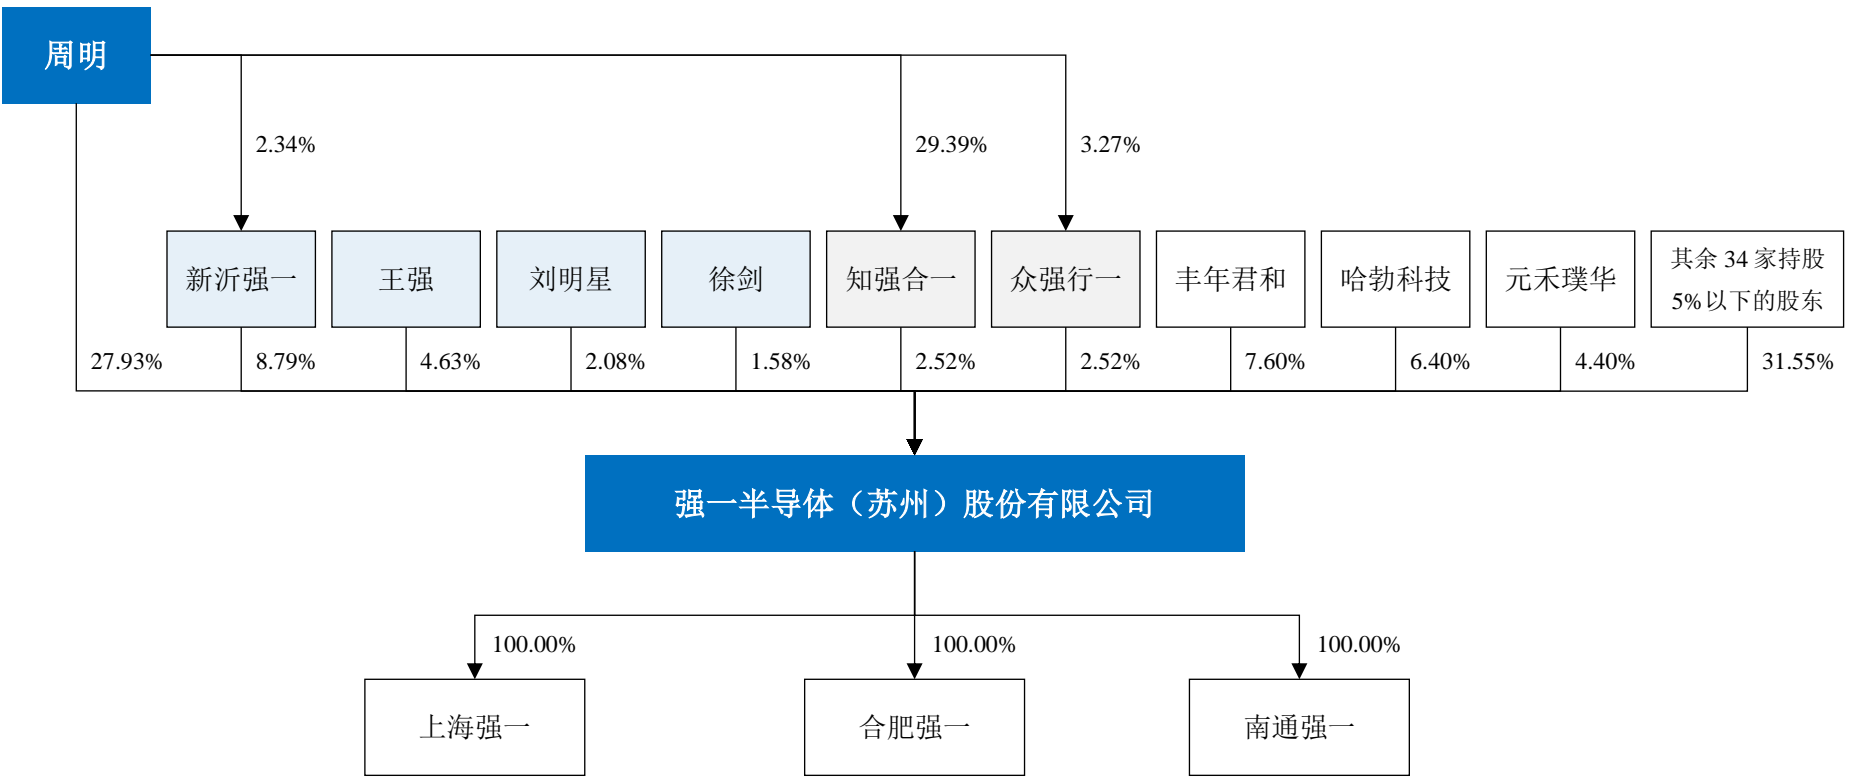 周明
2.34%
29.39%
3.27%
新沂强一
王强
刘明星
徐剑
知强合一
众强行一
丰年君和
哈勃科技
元禾璞华
其余 34 家持股
5%以下的股东
27.93%
8.79%
4.63%
2.08%
1.58%
2.52%
2.52%
7.60%
6.40%
4.40%
31.55%
强一半导体（苏州）股份有限公司
100.00%
100.00%
100.00%
上海强一
合肥强一
南通强一